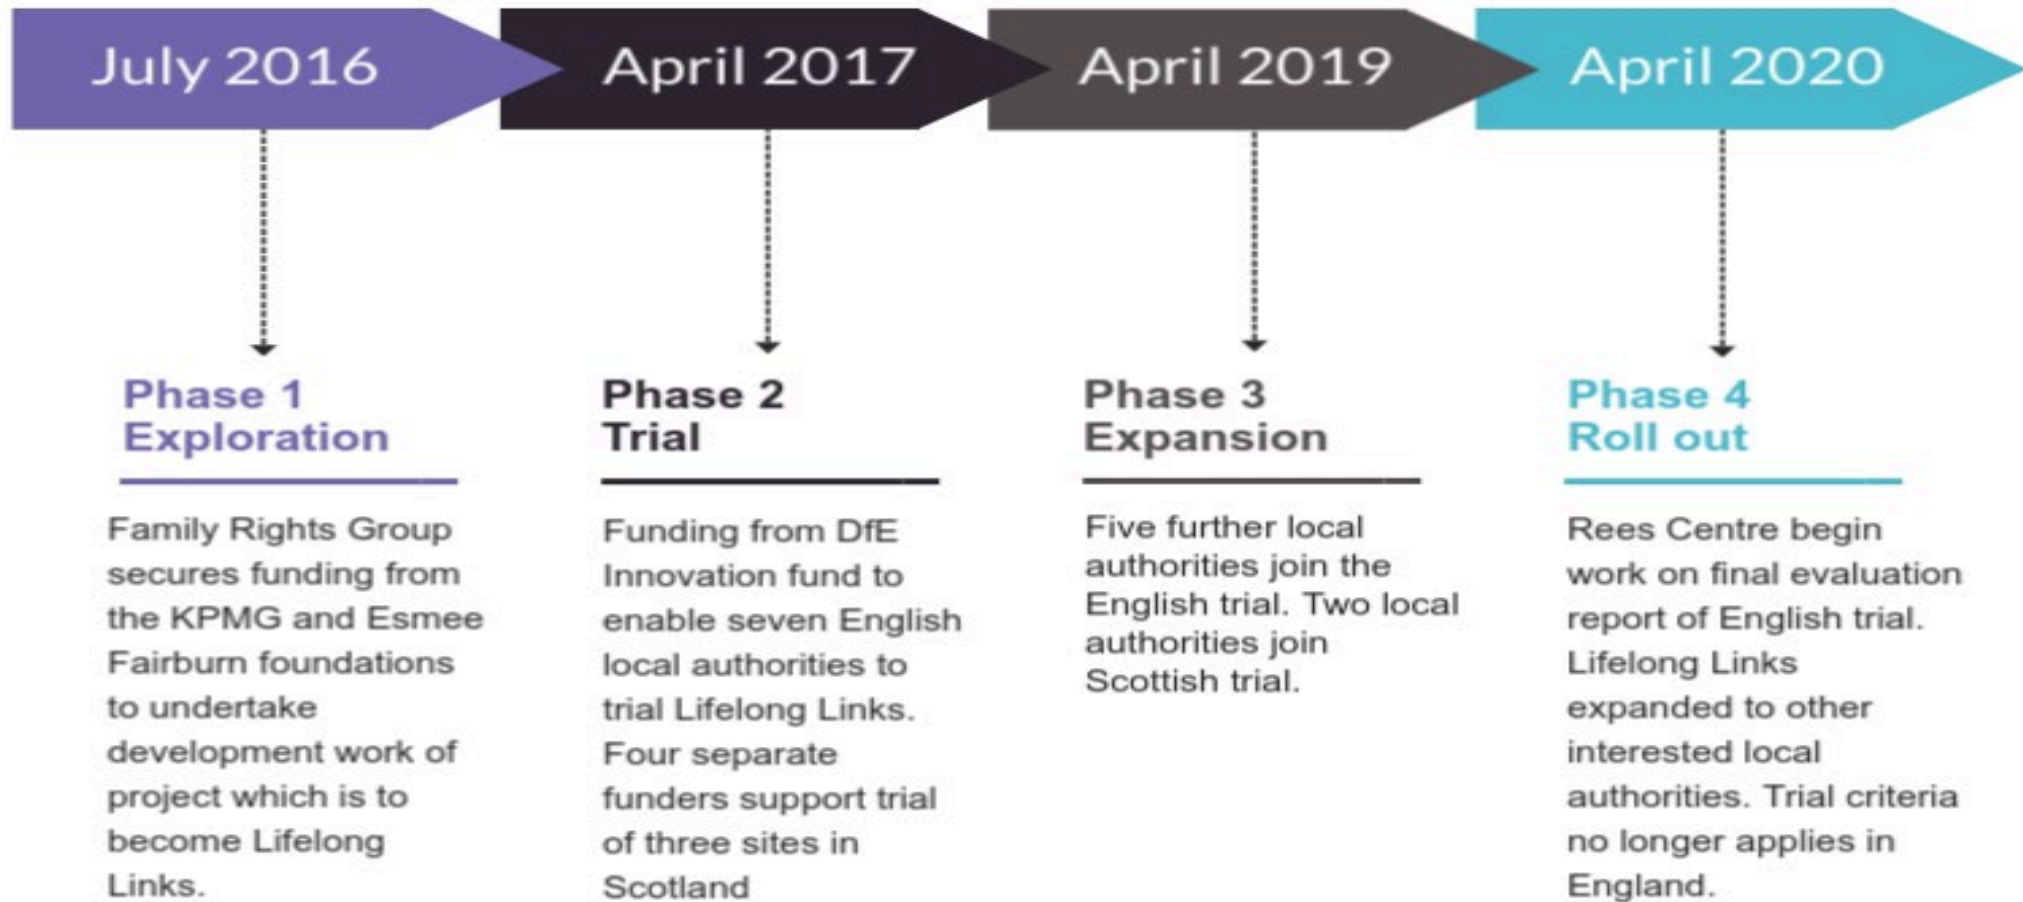 July 2016
April 2017
April 2019
April 2020
Phase 1
Exploration
Family Rights Group
secures funding from
the KPMG and Esmee
Fairburn foundations
to undertake
development work of
project which is to
become Lifelong
Links.
Phase 2
Trial
Funding from DfE
Innovation fund to
enable seven English
local authorities to
trial Lifelong Links.
Four separate
funders support trial
of three sites in
Scotland
Phase 3
Expansion
Five further local
authorities join the
English trial. Two local
authorities join
Scottish trial.
Phase 4
Roll out
Rees Centre begin
work on final evaluation
report of English trial.
Lifelong Links
expanded to other
interested local
authorities. Trial criteria
no longer applies in
England.